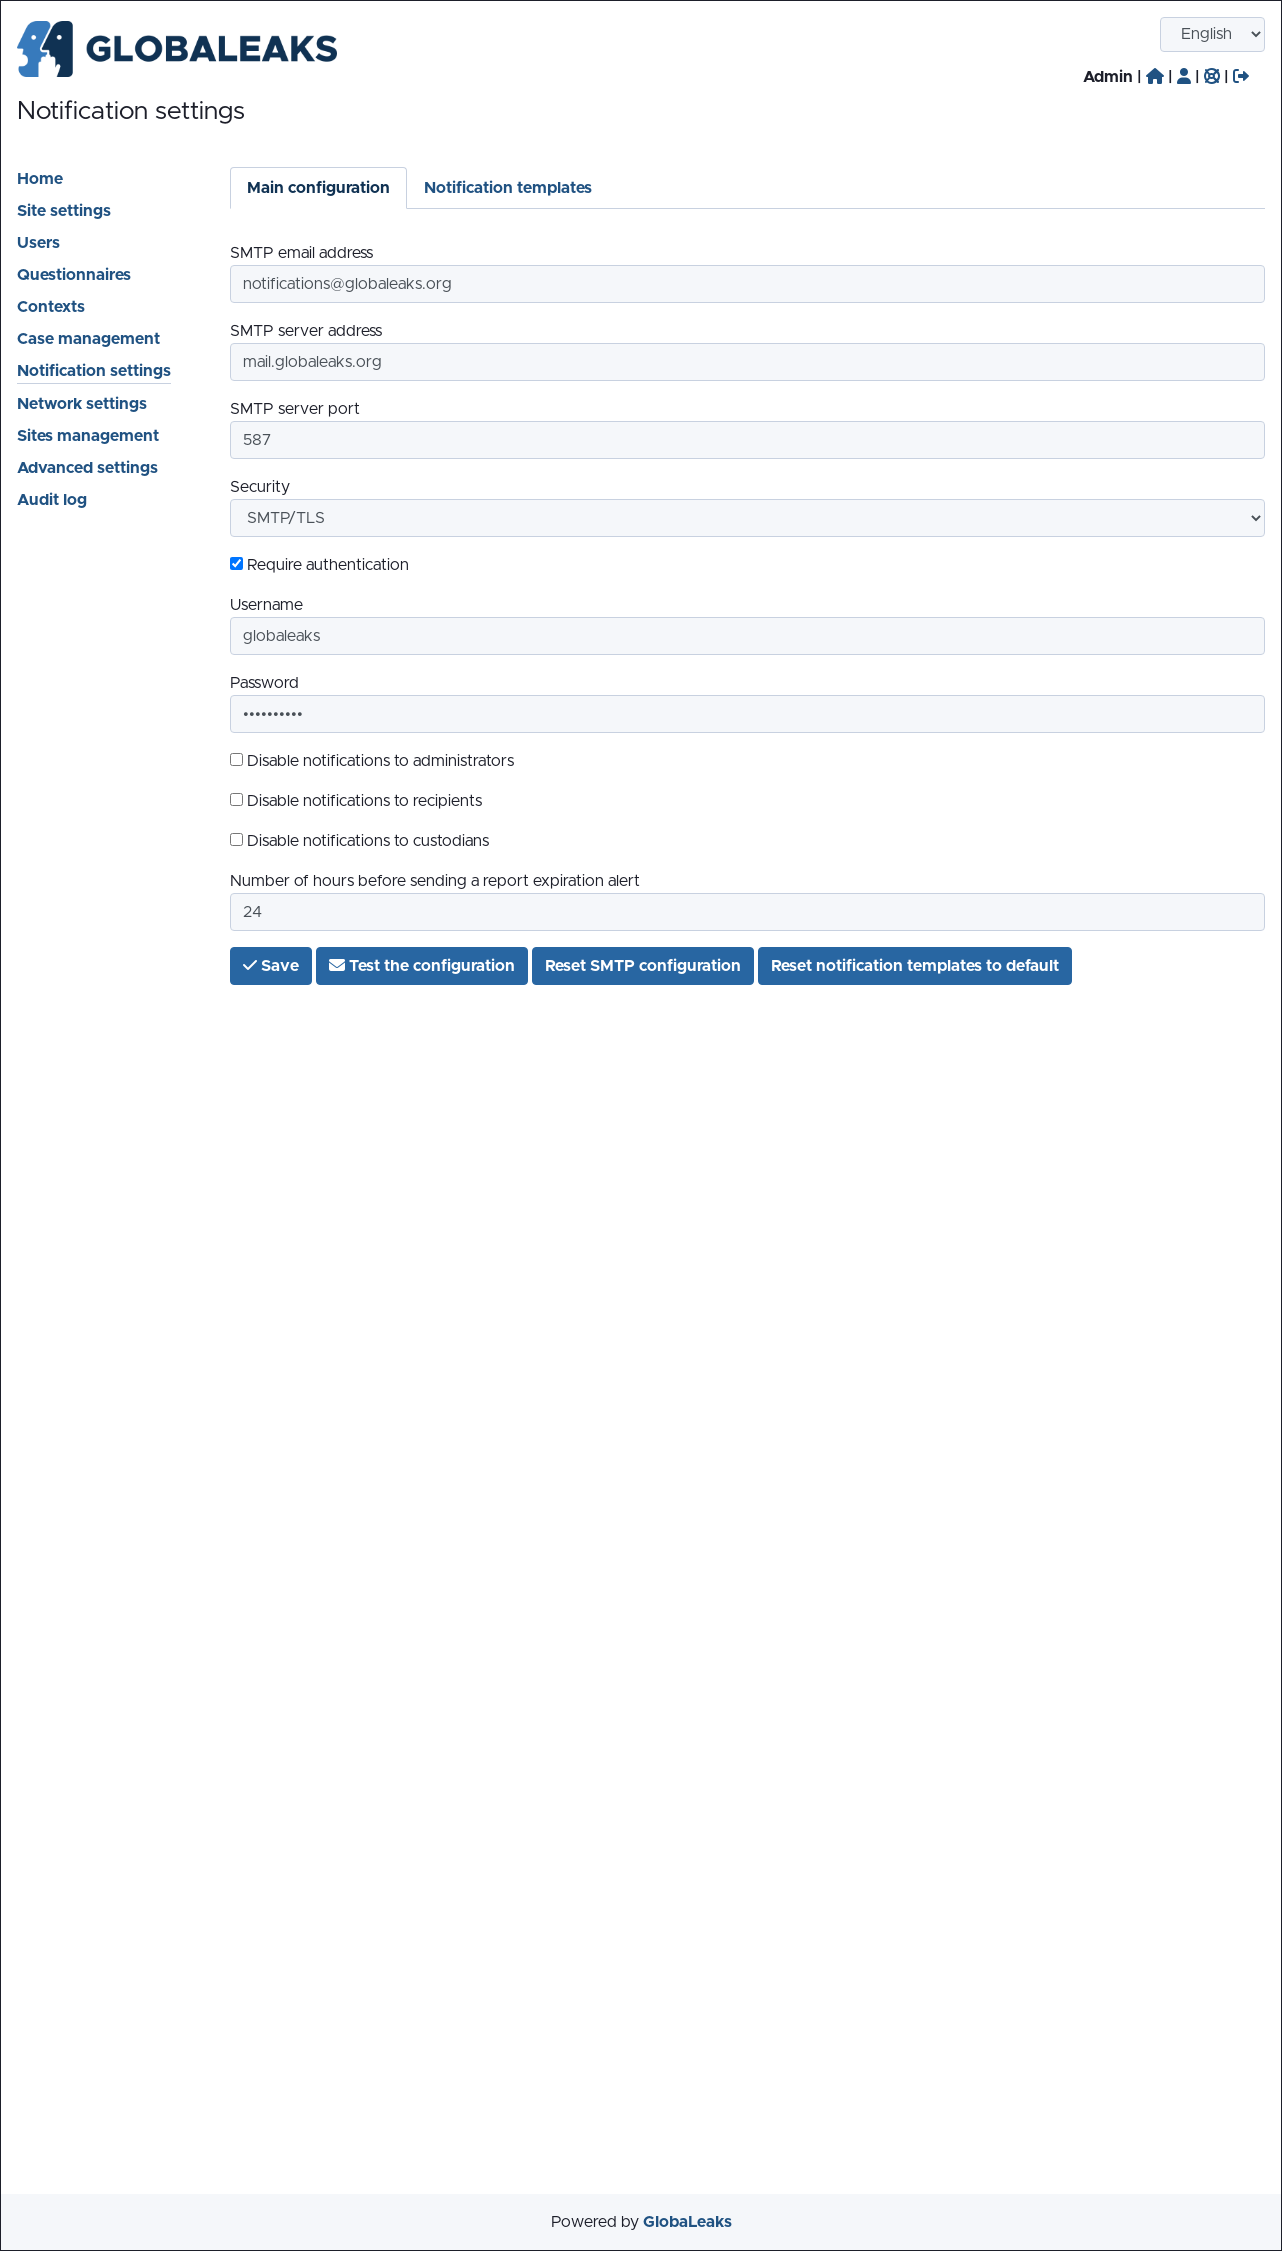 GLOBALEAKS
English
Admin | | | |
Notification settings
Home
Site settings
Users
Questionnaires
Contexts
Case management
Notification settings
Network settings
Sites management
Advanced settings
Audit log
Main configuration
Notification templates
SMTP email address
notifications@globaleaks.org
SMTP server address
mail.globaleaks.org
SMTP server port
587
Security
SMTP/TLS
Require authentication
Username
globaleaks
Password
••••••••••
Disable notifications to administrators
Disable notifications to recipients
Disable notifications to custodians
Number of hours before sending a report expiration alert
24
Save
Test the configuration
Reset SMTP configuration
Reset notification templates to default
Powered by GlobaLeaks